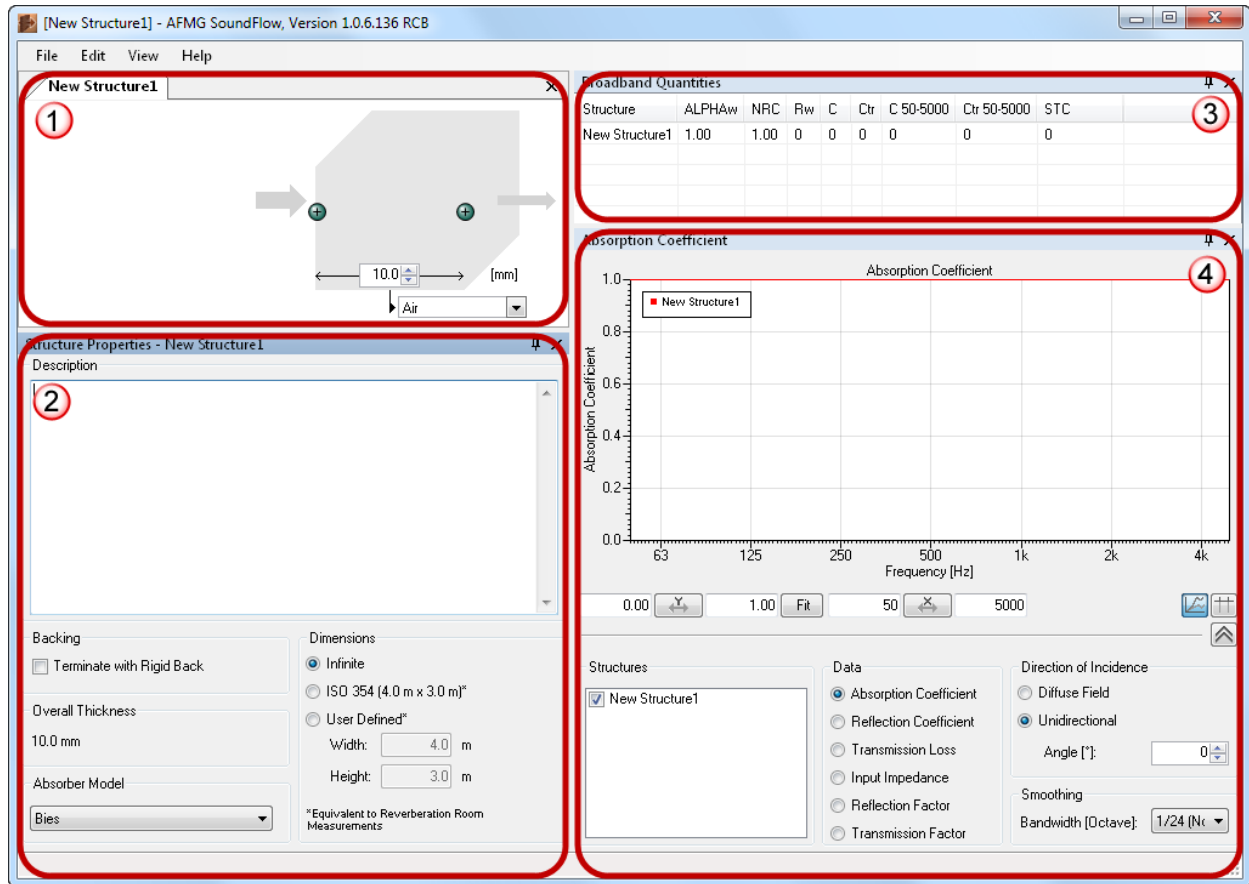 [New Structure1] - AFMG SoundFlow, Version 1.0.6.136 RCB
File Edit View Help
New Structure1
1
10.0 [mm]
Air
Structure Properties - New Structure1
Description
2
Backing
Terminate with Rigid Back
Overall Thickness
10.0 mm
Absorber Model
Bies
Dimensions
Infinite
ISO 354 (4.0 m x 3.0 m)*
User Defined*
Width: 4.0 m
Height: 3.0 m
*Equivalent to Reverberation Room
Measurements
Broadband Quantities
3
Structure ALPHAw NRC Rw C Ctr C 50-5000 Ctr 50-5000 STC
New Structure1 1.00 1.00 0 0 0 0 0 0
Absorption Coefficient
4
Absorption Coefficient
New Structure1
Absorption Coefficient
1.0
0.8
0.6
0.4
0.2
0.0
63 125 250 500 1k 2k 4k
Frequency [Hz]
0.00 Y 1.00 Fit 50 X 5000
Structures
New Structure1
Data
Absorption Coefficient
Reflection Coefficient
Transmission Loss
Input Impedance
Reflection Factor
Transmission Factor
Direction of Incidence
Diffuse Field
Unidirectional
Angle [°]: 0
Smoothing
Bandwidth [Octave]: 1/24 (Nc